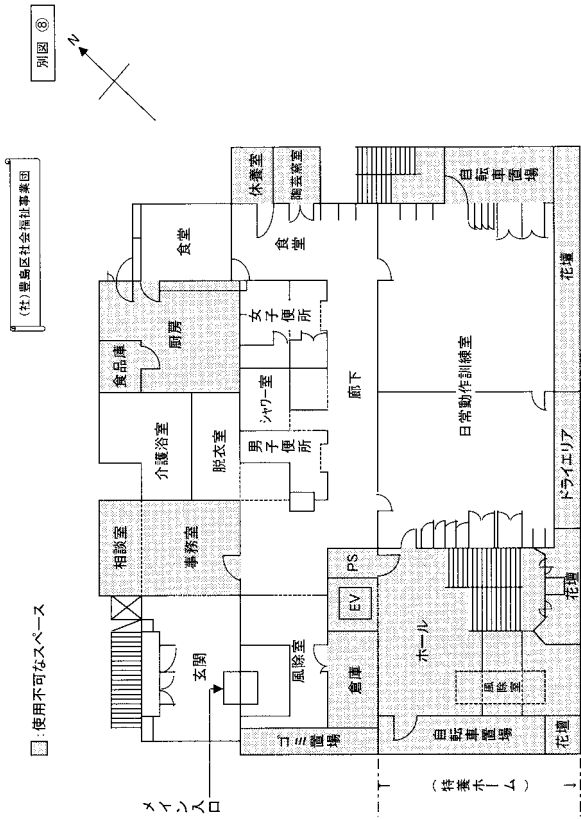 別図 ⑧
N
(社)豊島区社会福祉事業団
□:使用不可なスペース
相談室
事務室
介護浴室
脱衣室
食品庫
厨房
食堂
食堂
休養室
陶芸窯室
女子便所
シャワー室
男子便所
廊下
玄関
メイン入口
風除室
ゴミ置場
倉庫
EV
PS
ホール
風除室
自転車置場
花壇
花壇
ドライエリア
日常動作訓練室
花壇
自転車置場
(特養ホーム)